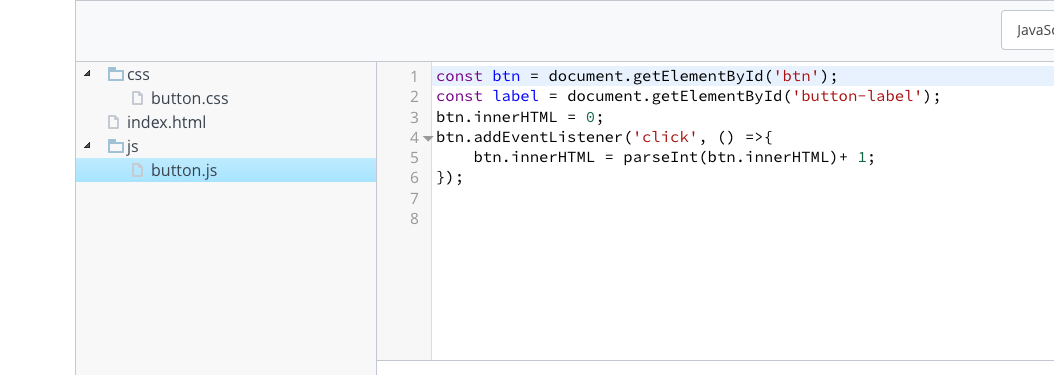 JavaSc
css
button.css
index.html
js
button.js
1 const btn = document.getElementById('btn');
2 const label = document.getElementById('button-label');
3 btn.innerHTML = 0;
4 btn.addEventListener('click', () =>{
5     btn.innerHTML = parseInt(btn.innerHTML)+ 1;
6 });
7
8